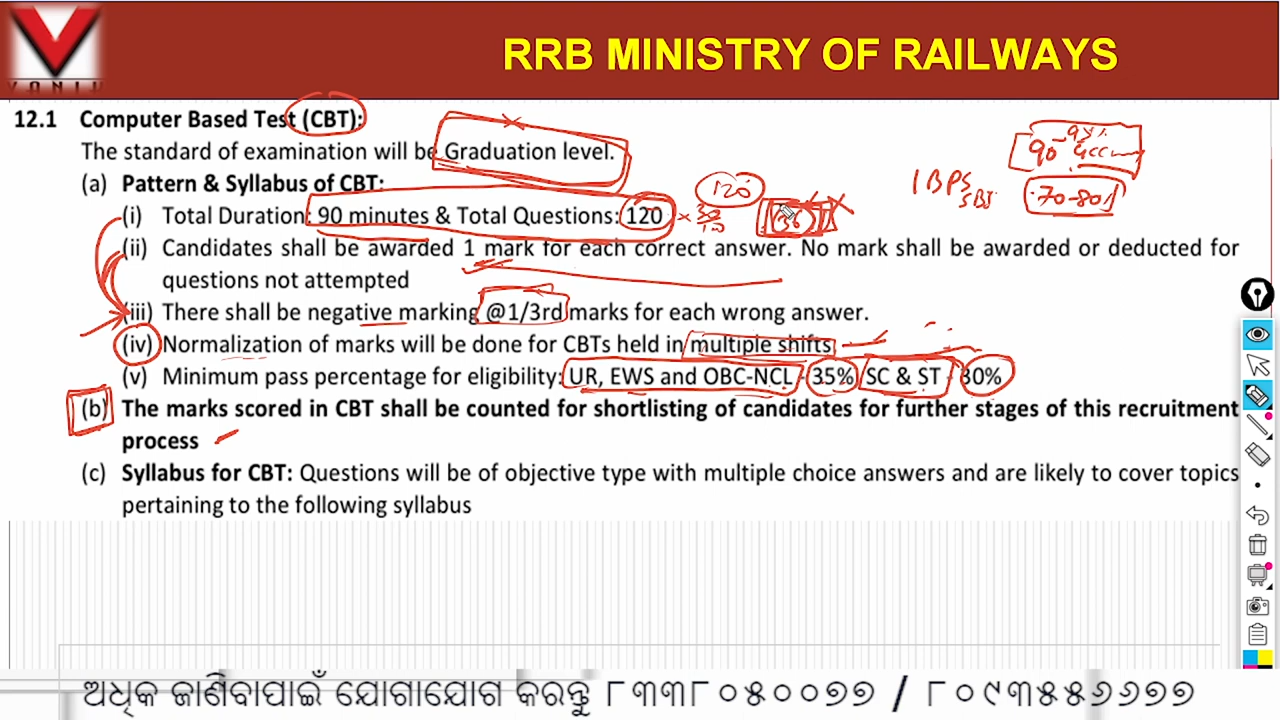 VANIJ
RRB MINISTRY OF RAILWAYS
12.1 Computer Based Test (CBT):
The standard of examination will be Graduation level.
(a) Pattern & Syllabus of CBT:
(i) Total Duration: 90 minutes & Total Questions: 120
120
IBPS
70-80
90
(ii) Candidates shall be awarded 1 mark for each correct answer. No mark shall be awarded or deducted for
questions not attempted
(iii) There shall be negative marking @1/3rd marks for each wrong answer.
(iv) Normalization of marks will be done for CBTs held in multiple shifts
(v) Minimum pass percentage for eligibility: UR, EWS and OBC-NCL - 35% SC & ST - 30%
(b) The marks scored in CBT shall be counted for shortlisting of candidates for further stages of this recruitment
process
(c) Syllabus for CBT: Questions will be of objective type with multiple choice answers and are likely to cover topics
pertaining to the following syllabus
ଅଧିକ ଜାଣିବାପାଇଁ ଯୋଗାଯୋଗ କରନ୍ତୁ ୮୩୩୮୦୫୦୦୭୭ / ୮୦୯୩୫୫୬୬୭୭